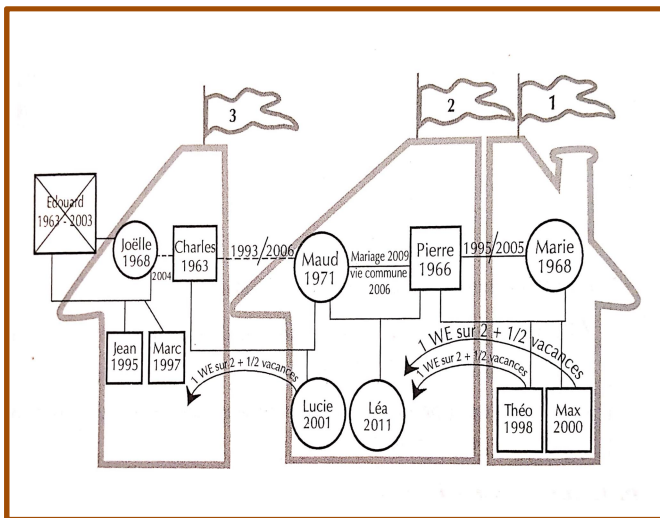 3
2
1
Edouard
1963 - 2003
Joëlle
1968
2004
Charles
1963
1993/2006
Maud
1971
Mariage 2009
vie commune
2006
Pierre
1966
1995/2005
Marie
1968
Jean
1995
Marc
1997
1 WE sur 2 + 1/2 vacances
Lucie
2001
Léa
2011
1 WE sur 2 + 1/2 vacances
1 WE sur 2 + 1/2 vacances
Théo
1998
Max
2000